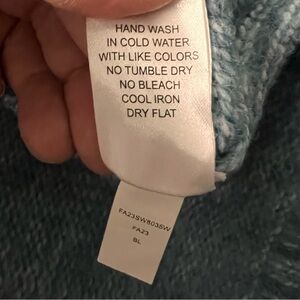 HAND WASH
IN COLD WATER
WITH LIKE COLORS
NO TUMBLE DRY
NO BLEACH
COOL IRON
DRY FLAT
FA23SW803SW
FA23
BL